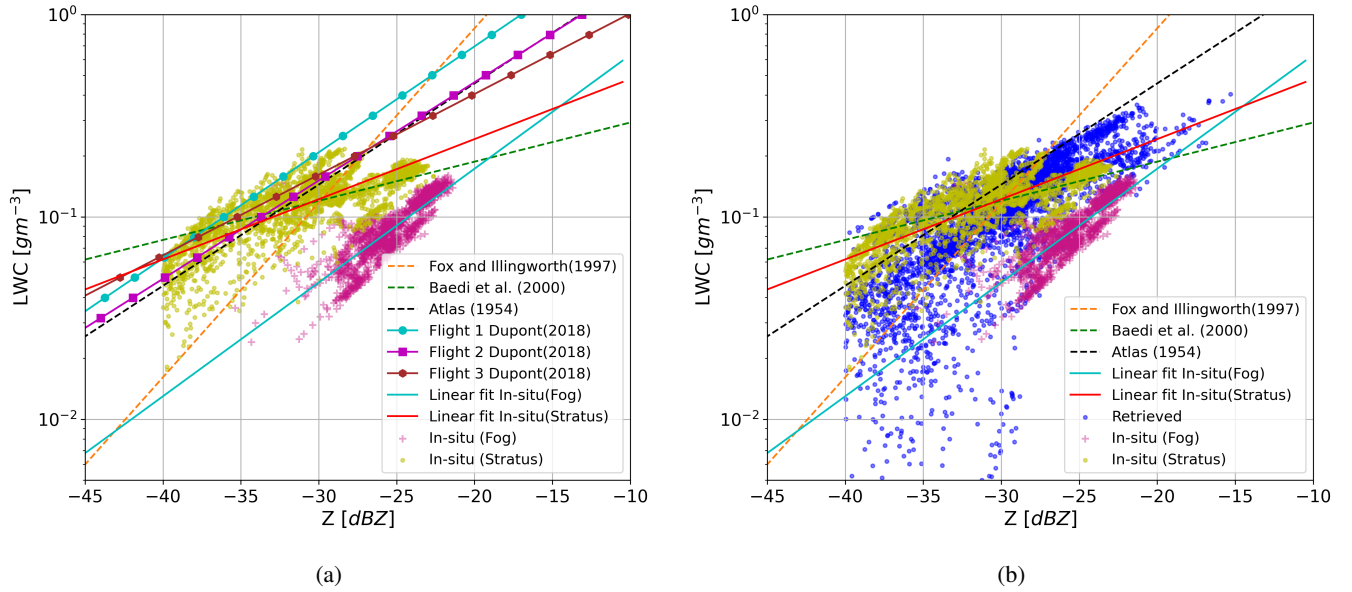 10⁰
10⁻¹
10⁻²
LWC [gm⁻³]
−45 −40 −35 −30 −25 −20 −15 −10
Z [dBZ]
Fox and Illingworth(1997)
Baedi et al. (2000)
Atlas (1954)
Flight 1 Dupont(2018)
Flight 2 Dupont(2018)
Flight 3 Dupont(2018)
Linear fit In-situ(Fog)
Linear fit In-situ(Stratus)
In-situ (Fog)
In-situ (Stratus)
(a)
10⁰
10⁻¹
10⁻²
LWC [gm⁻³]
−45 −40 −35 −30 −25 −20 −15 −10
Z [dBZ]
Fox and Illingworth(1997)
Baedi et al. (2000)
Atlas (1954)
Linear fit In-situ(Fog)
Linear fit In-situ(Stratus)
Retrieved
In-situ (Fog)
In-situ (Stratus)
(b)